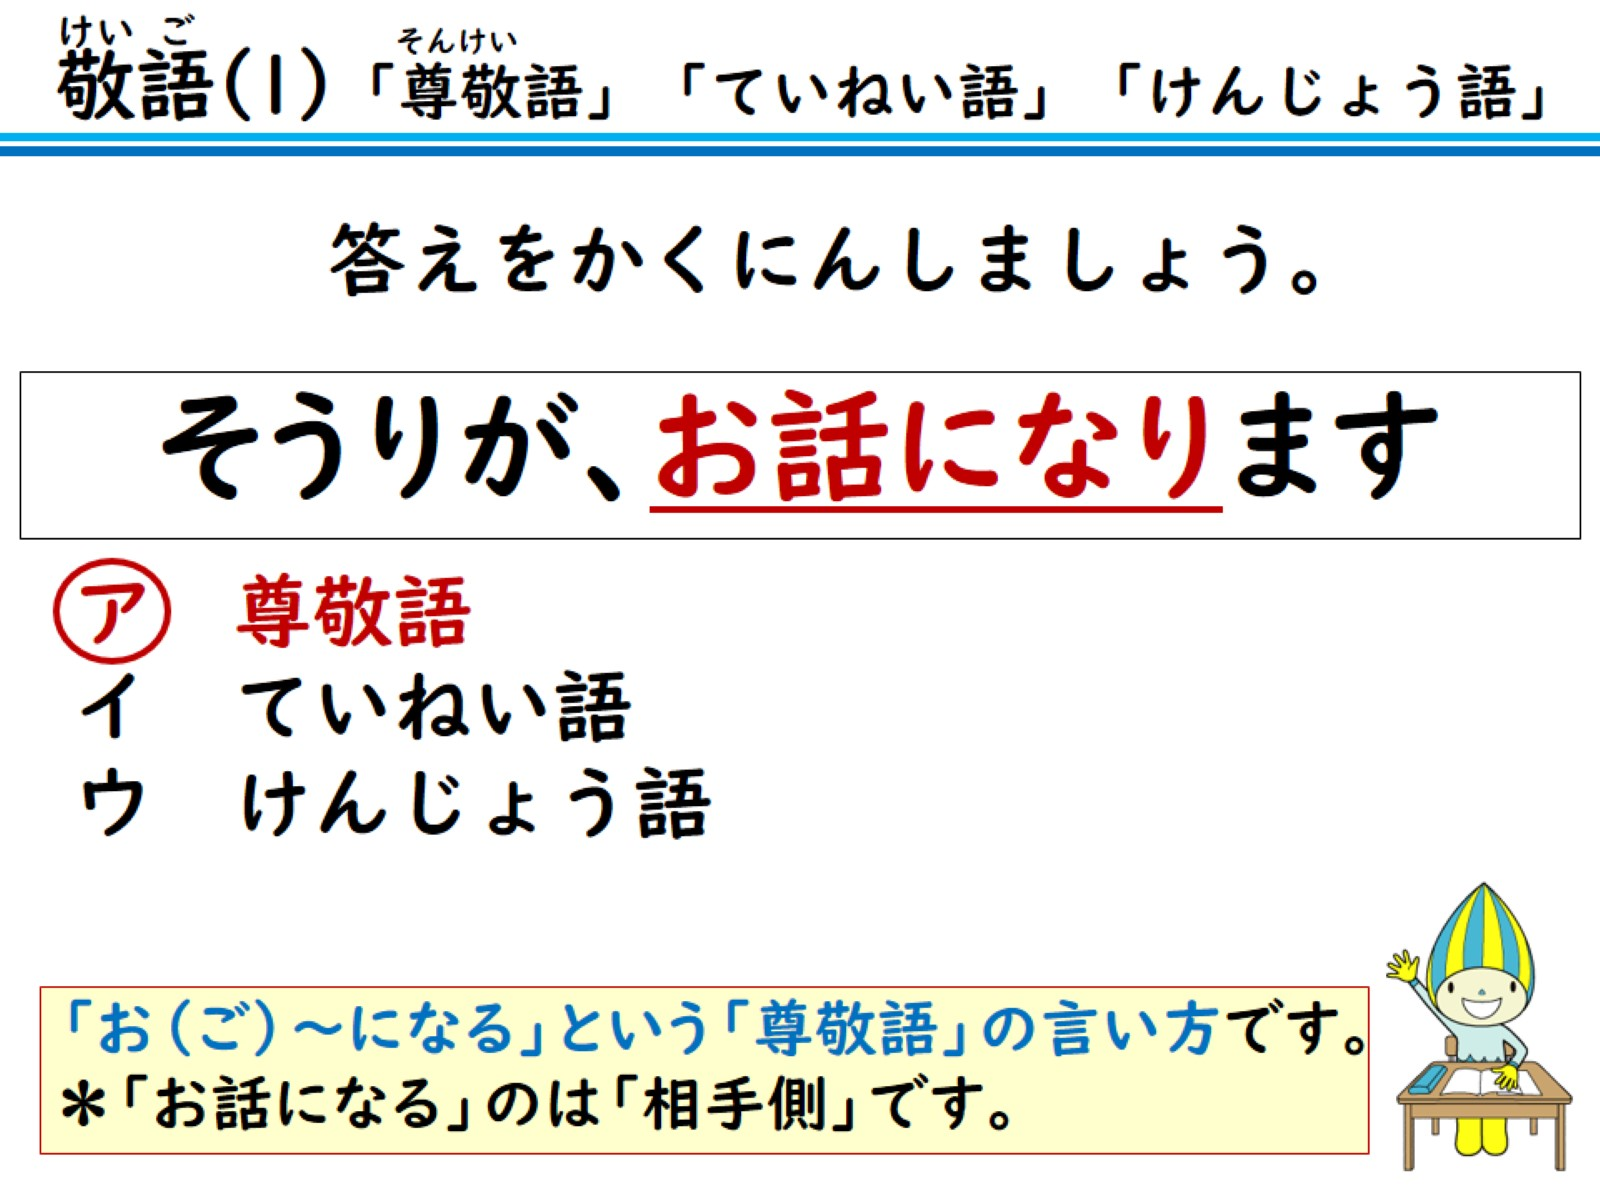 けいご そんけい
敬語(1)「尊敬語」「ていねい語」「けんじょう語」
答えをかくにんしましょう。
そうりが、お話になります
ア 尊敬語
イ ていねい語
ウ けんじょう語
「お(ご)～になる」という「尊敬語」の言い方です。
＊「お話になる」のは「相手側」です。